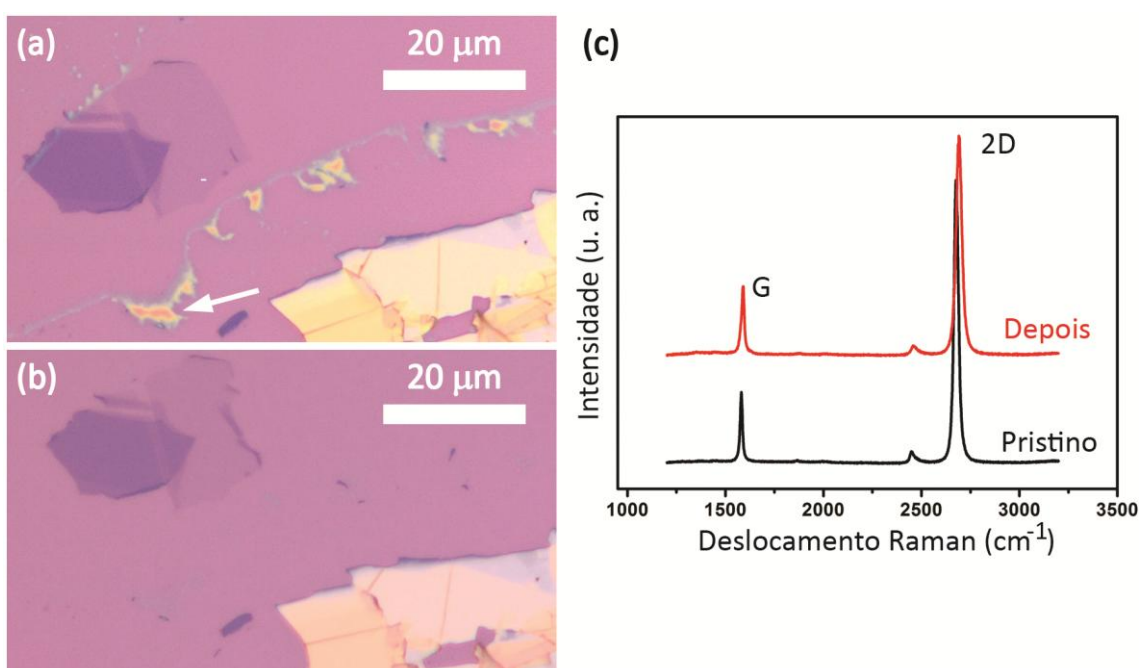 (a)
20 μm
(b)
20 μm
(c)
Intensidade (u. a.)
2D
G
Depois
Pristino
1000 1500 2000 2500 3000 3500
Deslocamento Raman (cm⁻¹)